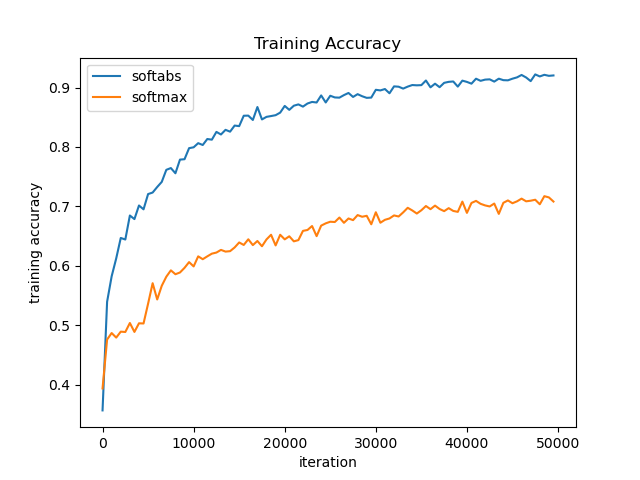 Training Accuracy
softabs
softmax
training accuracy
0.9
0.8
0.7
0.6
0.5
0.4
0 10000 20000 30000 40000 50000
iteration